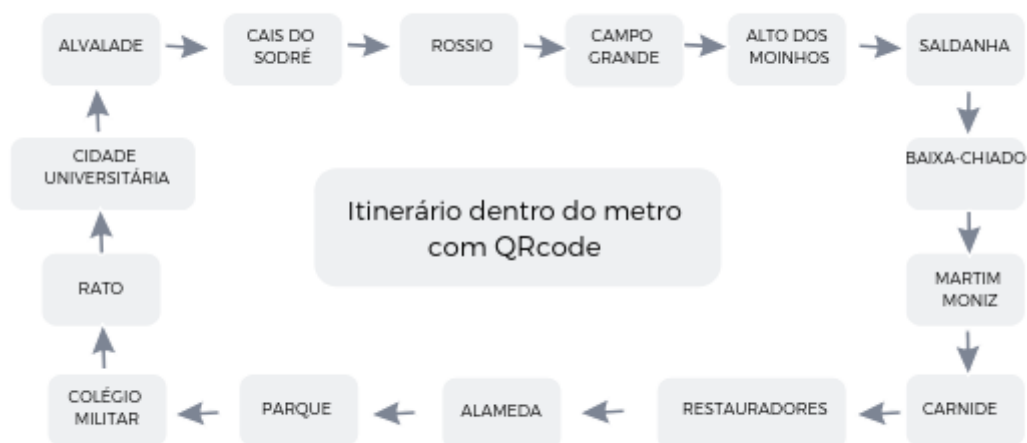 ALVALADE
CAIS DO
SODRÉ
ROSSIO
CAMPO
GRANDE
ALTO DOS
MOINHOS
SALDANHA
CIDADE
UNIVERSITÁRIA
BAIXA-CHIADO
Itinerário dentro do metro
com QRcode
RATO
MARTIM
MONIZ
COLÉGIO
MILITAR
PARQUE
ALAMEDA
RESTAURADORES
CARNIDE